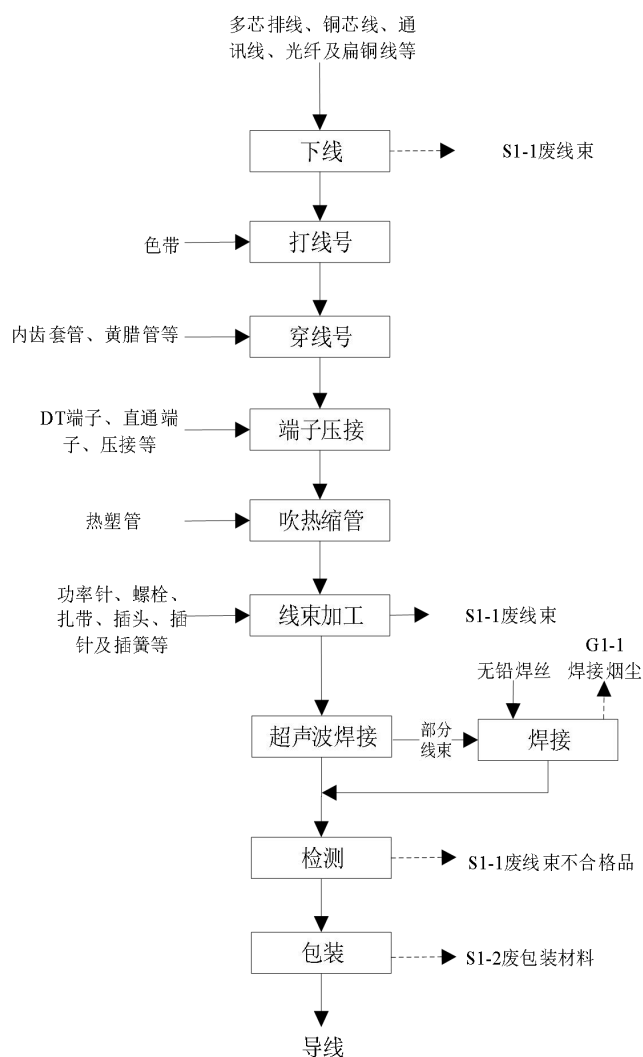 多芯排线、铜芯线、通
讯线、光纤及扁铜线等
下线
S1-1废线束
色带
打线号
内齿套管、黄腊管等
穿线号
DT端子、直通端
子、压接等
端子压接
热塑管
吹热缩管
功率针、螺栓、
扎带、插头、插
针及插簧等
线束加工
S1-1废线束
G1-1
焊接烟尘
无铅焊丝
超声波焊接
部分
线束
焊接
检测
S1-1废线束不合格品
包装
S1-2废包装材料
导线